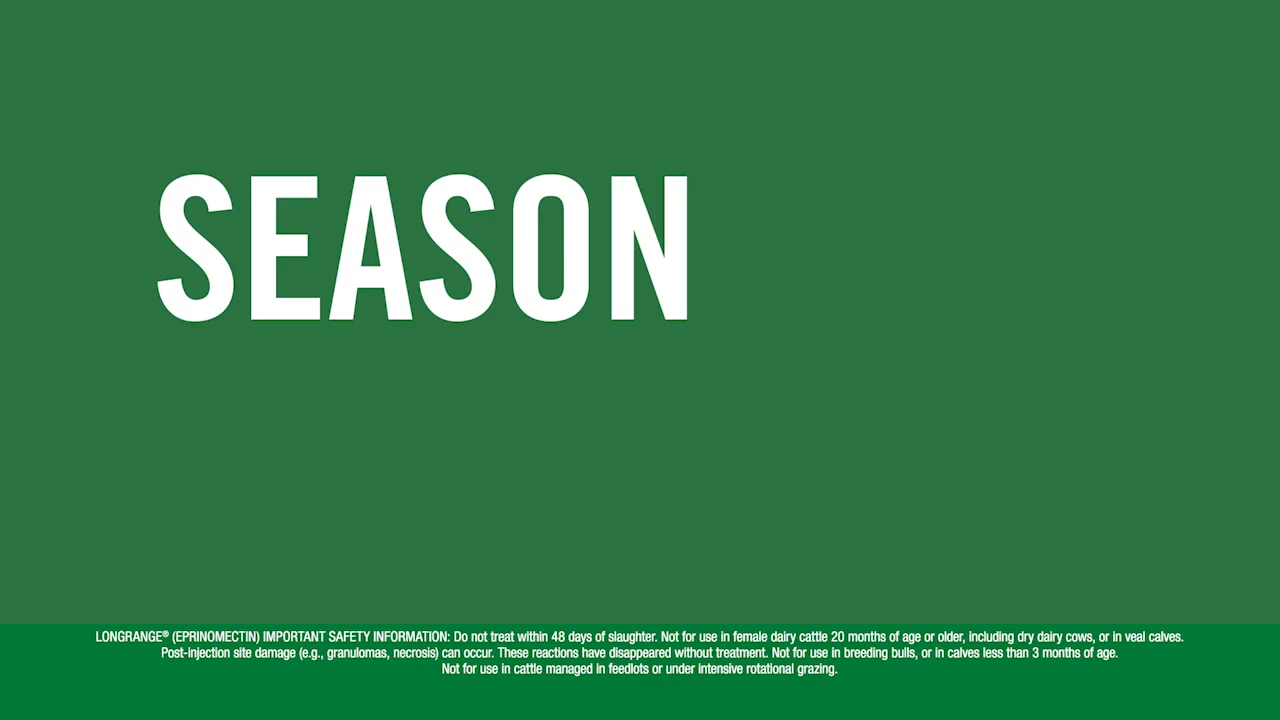 SEASON
LONGRANGE® (EPRINOMECTIN) IMPORTANT SAFETY INFORMATION: Do not treat within 48 days of slaughter. Not for use in female dairy cattle 20 months of age or older, including dry dairy cows, or in veal calves.
Post-injection site damage (e.g., granulomas, necrosis) can occur. These reactions have disappeared without treatment. Not for use in breeding bulls, or in calves less than 3 months of age.
Not for use in cattle managed in feedlots or under intensive rotational grazing.